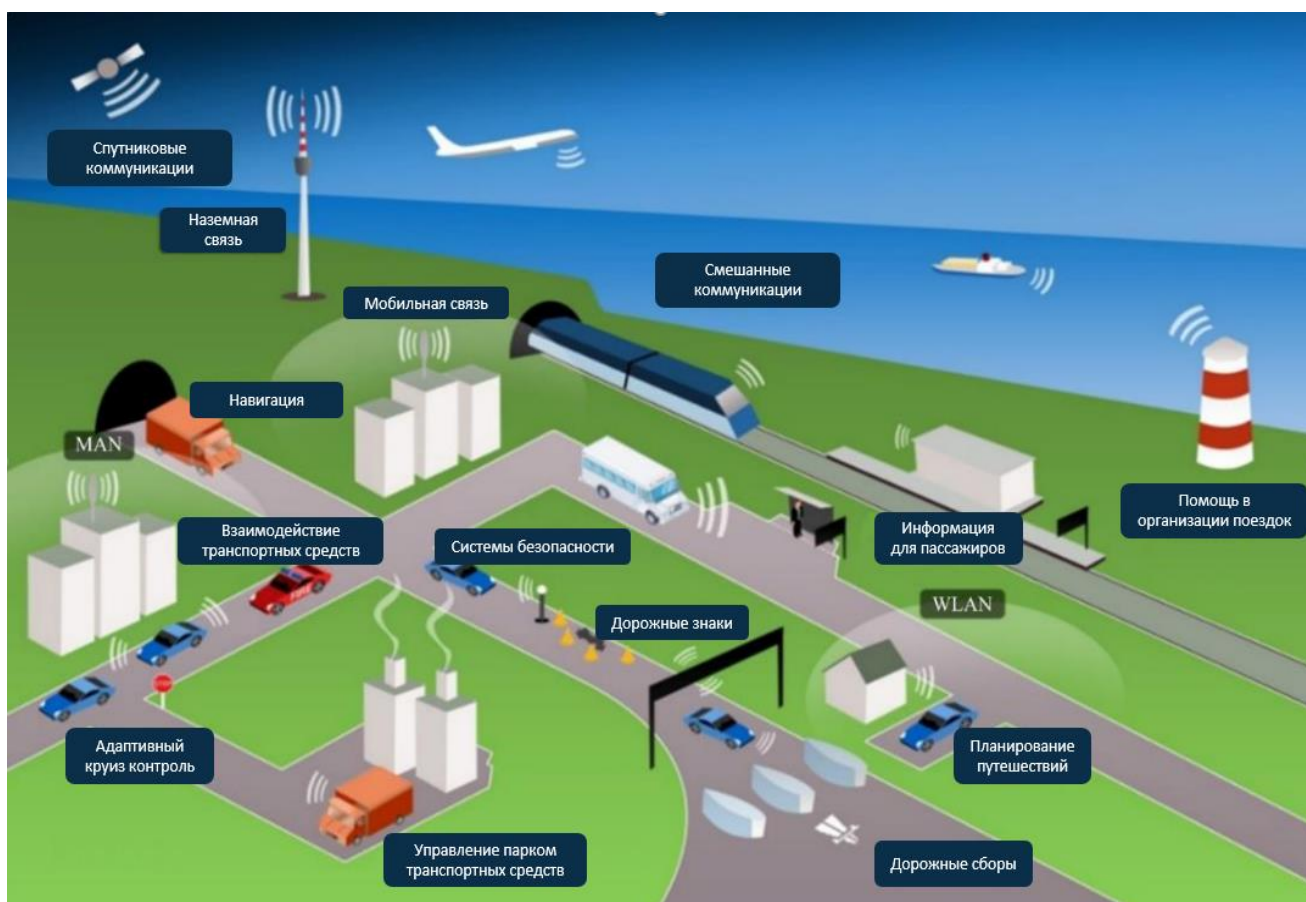 Спутниковые
коммуникации
Наземная
связь
Смешанные
коммуникации
Мобильная связь
Навигация
MAN
Помощь в
организации поездок
Взаимодействие
транспортных средств
Системы безопасности
Информация
для пассажиров
WLAN
Дорожные знаки
STOP
Адаптивный
круиз контроль
Планирование
путешествий
Управление парком
транспортных средств
Дорожные сборы